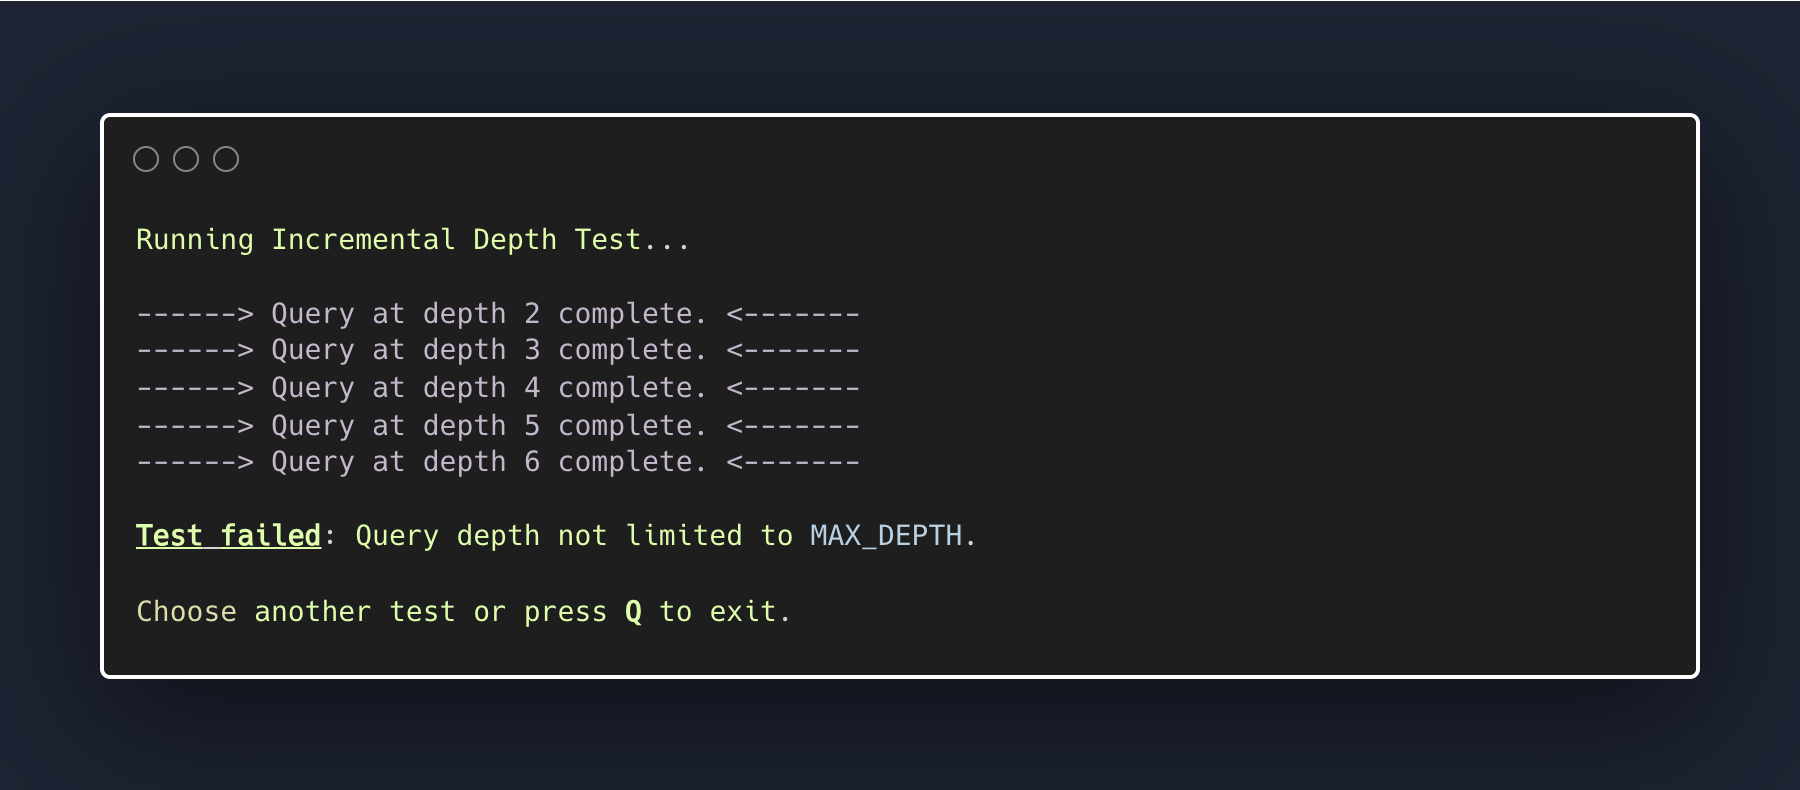 Running Incremental Depth Test...
------> Query at depth 2 complete. <-------
------> Query at depth 3 complete. <-------
------> Query at depth 4 complete. <-------
------> Query at depth 5 complete. <-------
------> Query at depth 6 complete. <-------
Test failed: Query depth not limited to MAX_DEPTH.
Choose another test or press Q to exit.